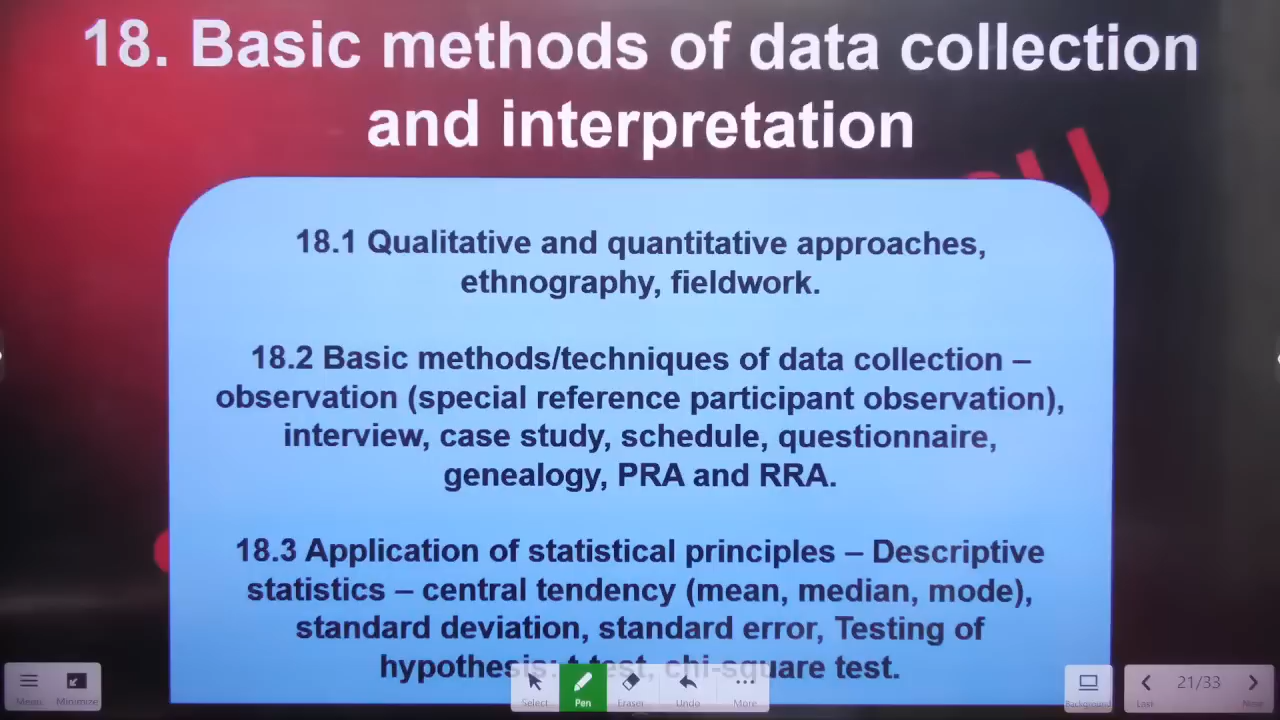 18. Basic methods of data collection
and interpretation
18.1 Qualitative and quantitative approaches,
ethnography, fieldwork.
18.2 Basic methods/techniques of data collection –
observation (special reference participant observation),
interview, case study, schedule, questionnaire,
genealogy, PRA and RRA.
18.3 Application of statistical principles – Descriptive
statistics – central tendency (mean, median, mode),
standard deviation, standard error, Testing of
hypothesis: t-test, chi-square test.
Menu Minimize Select Pen Eraser Undo More Background Last 21/33 Next